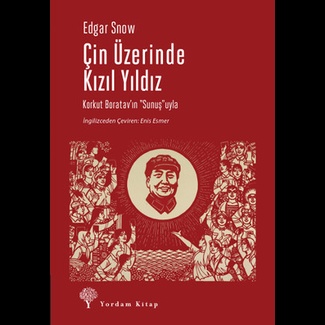 Edgar Snow
Çin Üzerinde
Kızıl Yıldız
Korkut Boratav'ın "Sunuş"uyla
İngilizceden Çeviren: Enis Esmer
Yordam Kitap